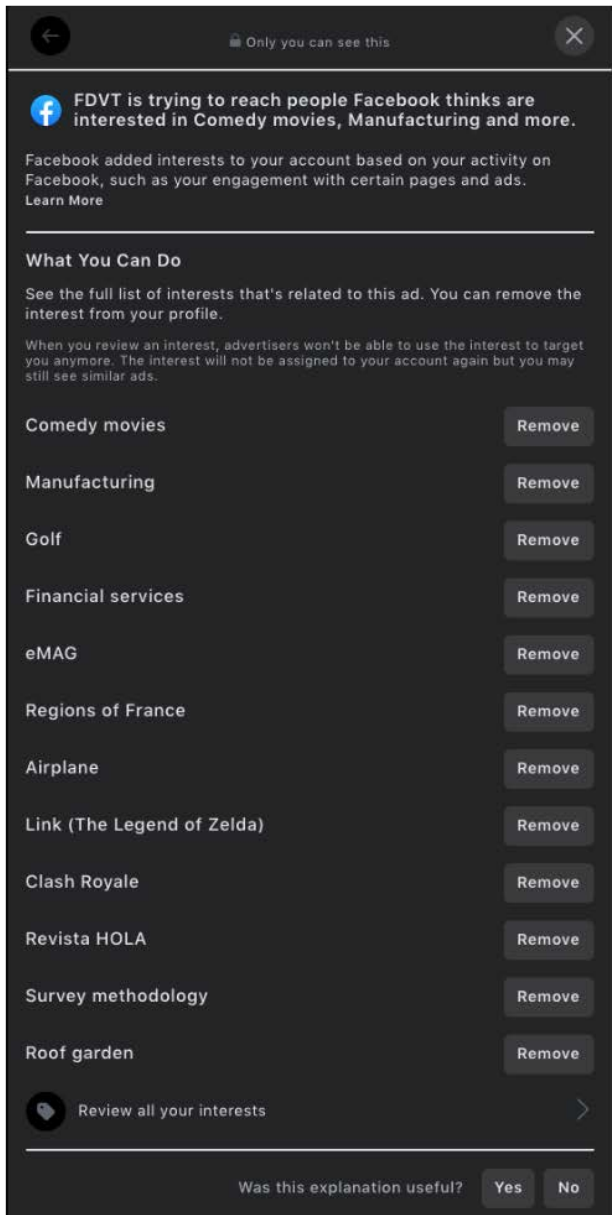 Only you can see this
FDVT is trying to reach people Facebook thinks are
interested in Comedy movies, Manufacturing and more.
Facebook added interests to your account based on your activity on
Facebook, such as your engagement with certain pages and ads.
Learn More
What You Can Do
See the full list of interests that's related to this ad. You can remove the
interest from your profile.
When you review an interest, advertisers won't be able to use the interest to target
you anymore. The interest will not be assigned to your account again but you may
still see similar ads.
Comedy movies Remove
Manufacturing Remove
Golf Remove
Financial services Remove
eMAG Remove
Regions of France Remove
Airplane Remove
Link (The Legend of Zelda) Remove
Clash Royale Remove
Revista HOLA Remove
Survey methodology Remove
Roof garden Remove
Review all your interests
Was this explanation useful? Yes No